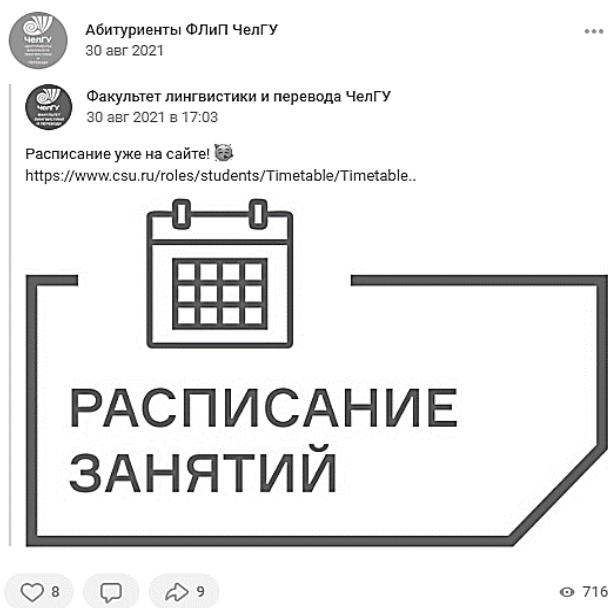 Абитуриенты ФЛиП ЧелГУ
30 авг 2021
Факультет лингвистики и перевода ЧелГУ
30 авг 2021 в 17:03
Расписание уже на сайте! 🥳
https://www.csu.ru/roles/students/Timetable/Timetable..
РАСПИСАНИЕ
ЗАНЯТИЙ
8
9
716